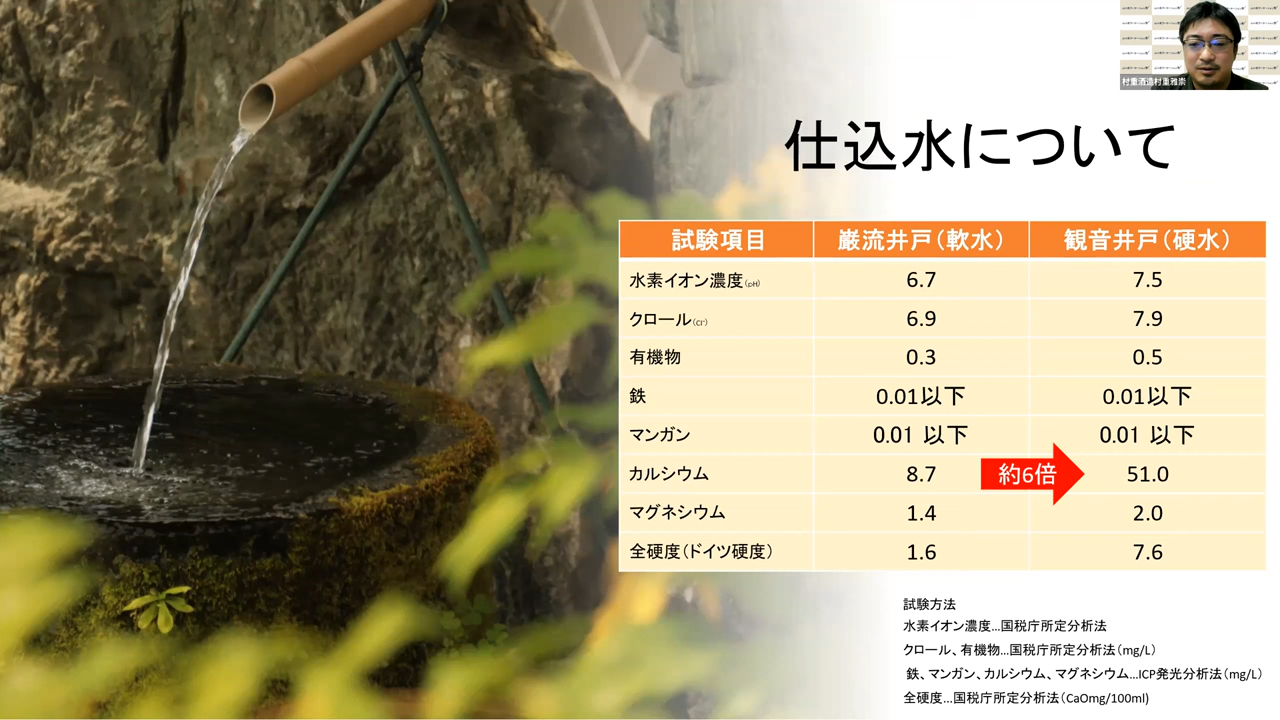 村重酒造村重雅崇
仕込水について
試験項目 巌流井戸（軟水） 観音井戸（硬水）
水素イオン濃度(pH) 6.7 7.5
クロール(Cl⁻) 6.9 7.9
有機物 0.3 0.5
鉄 0.01以下 0.01以下
マンガン 0.01 以下 0.01 以下
カルシウム 8.7 約6倍 51.0
マグネシウム 1.4 2.0
全硬度（ドイツ硬度） 1.6 7.6
試験方法
水素イオン濃度…国税庁所定分析法
クロール、有機物…国税庁所定分析法（mg/L）
鉄、マンガン、カルシウム、マグネシウム…ICP発光分析法（mg/L）
全硬度…国税庁所定分析法（CaOmg/100ml)